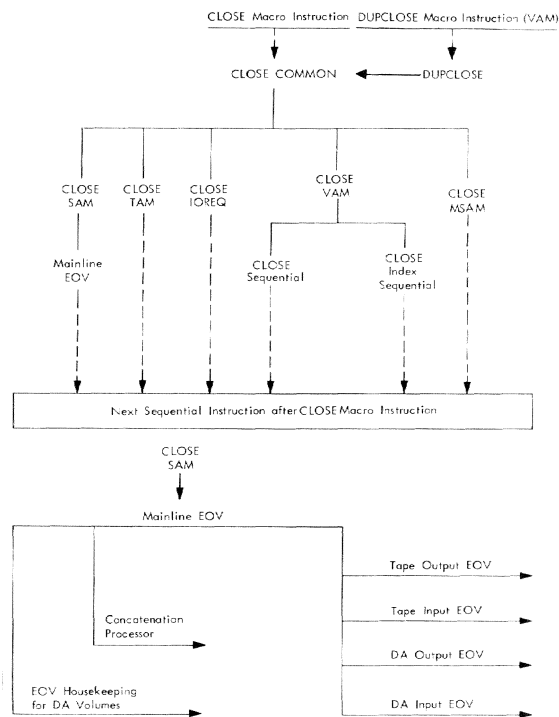 CLOSE Macro Instruction DUPCLOSE Macro Instruction (VAM)
CLOSE COMMON DUPCLOSE
CLOSE
SAM
CLOSE
TAM
CLOSE
IOREQ
CLOSE
VAM
CLOSE
MSAM
Mainline
EOV
CLOSE
Sequential
CLOSE
Index
Sequential
Next Sequential Instruction after CLOSE Macro Instruction
CLOSE
SAM
Mainline EOV
Tape Output EOV
Tape Input EOV
Concatenation
Processor
DA Output EOV
EOV Housekeeping
for DA Volumes
DA Input EOV